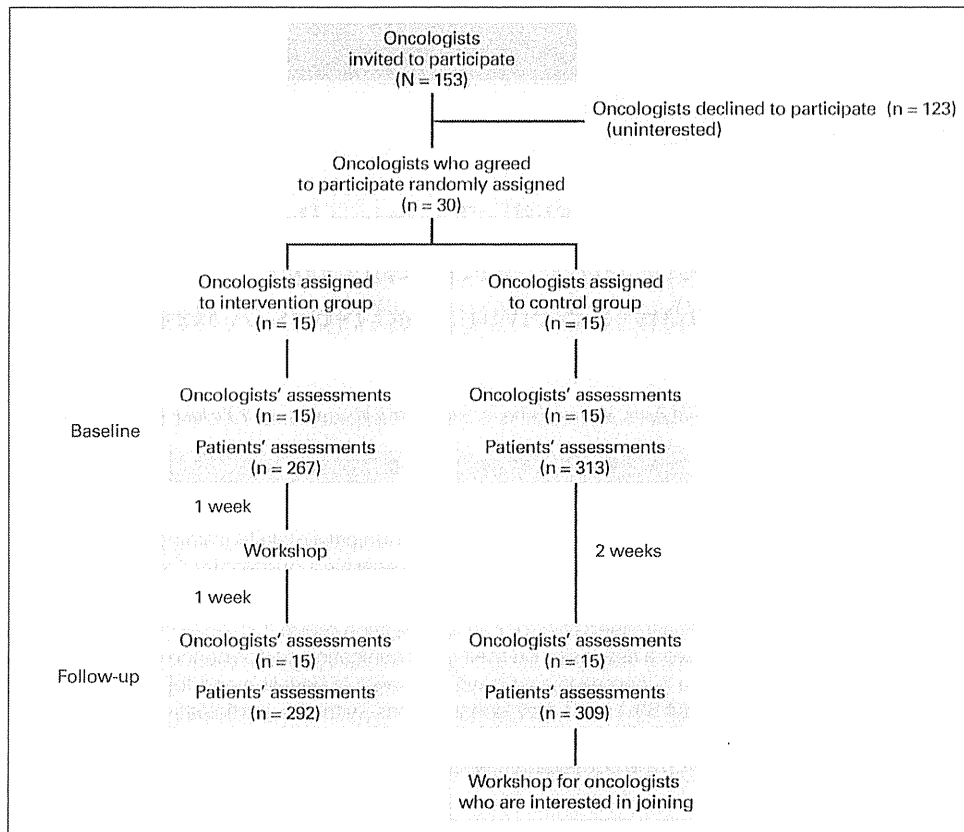 Oncologists
invited to participate
(N = 153)
Oncologists declined to participate (n = 123)
(uninterested)
Oncologists who agreed
to participate randomly assigned
(n = 30)
Oncologists assigned
to intervention group
(n = 15)
Oncologists assigned
to control group
(n = 15)
Baseline
Oncologists' assessments
(n = 15)
Patients' assessments
(n = 267)
Oncologists' assessments
(n = 15)
Patients' assessments
(n = 313)
1 week
Workshop
1 week
2 weeks
Follow-up
Oncologists' assessments
(n = 15)
Patients' assessments
(n = 292)
Oncologists' assessments
(n = 15)
Patients' assessments
(n = 309)
Workshop for oncologists
who are interested in joining